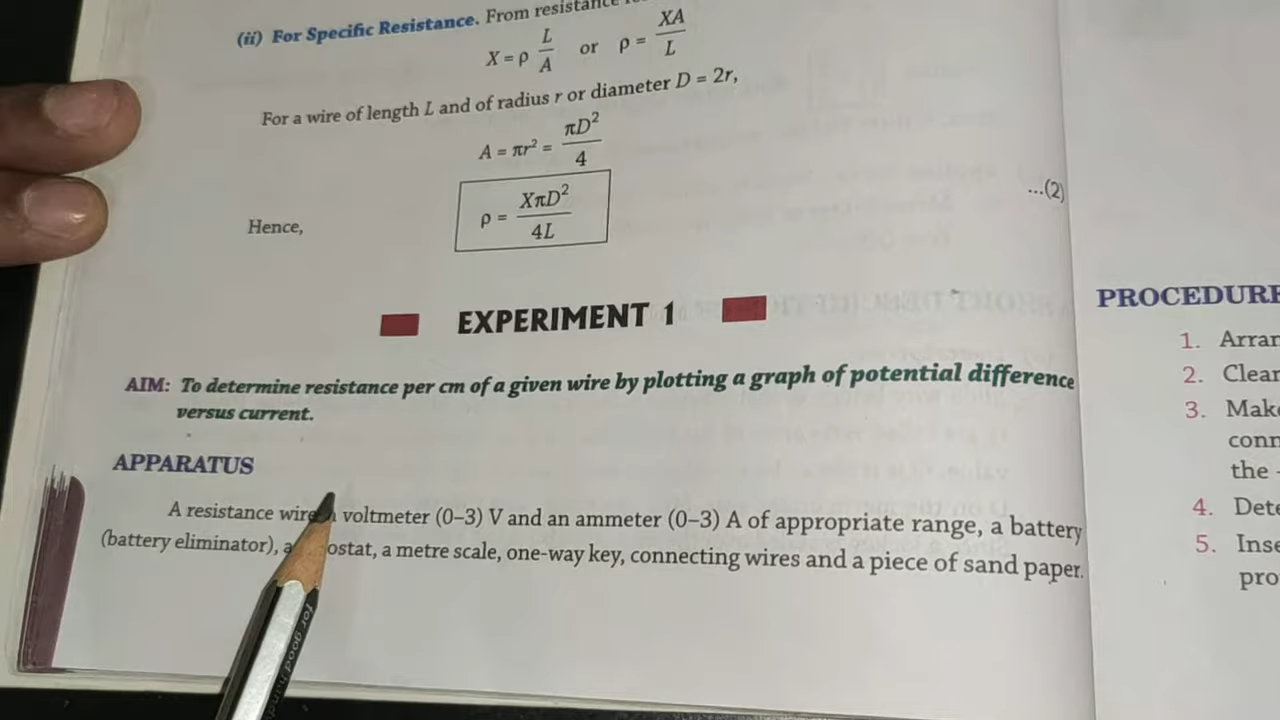 (ii) For Specific Resistance. From resistance
X = ρ L/A or ρ = XA/L
For a wire of length L and of radius r or diameter D = 2r,
A = πr² = πD²/4
Hence, ρ = XπD²/4L ...(2)
EXPERIMENT 1
AIM: To determine resistance per cm of a given wire by plotting a graph of potential difference
versus current.
APPARATUS
A resistance wire voltmeter (0–3) V and an ammeter (0–3) A of appropriate range, a battery
(battery eliminator), a metre scale, one-way key, connecting wires and a piece of sand paper.
PROCEDURE
1. Arran
2. Clean
3. Make
conn
the
4. Dete
5. Inse
pro
for good